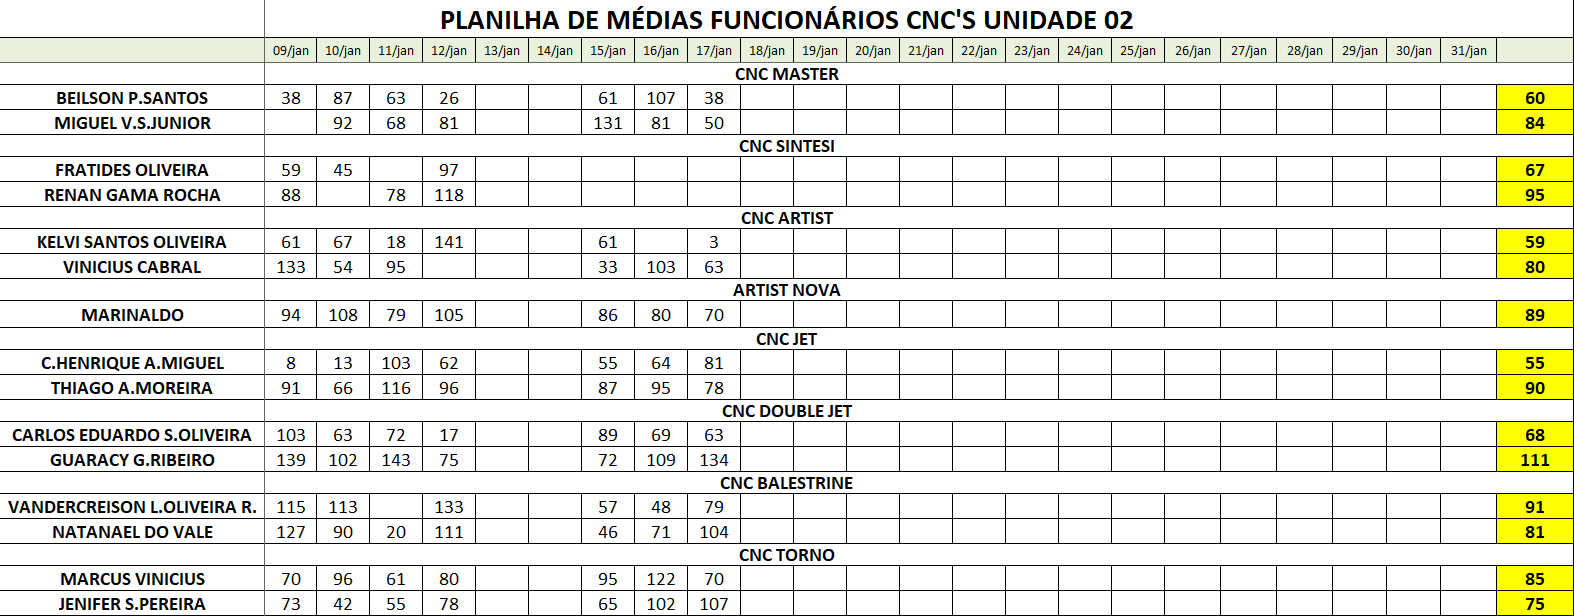 PLANILHA DE MÉDIAS FUNCIONÁRIOS CNC'S UNIDADE 02
09/jan 10/jan 11/jan 12/jan 13/jan 14/jan 15/jan 16/jan 17/jan 18/jan 19/jan 20/jan 21/jan 22/jan 23/jan 24/jan 25/jan 26/jan 27/jan 28/jan 29/jan 30/jan 31/jan
CNC MASTER
BEILSON P.SANTOS 38 87 63 26 61 107 38 60
MIGUEL V.S.JUNIOR 92 68 81 131 81 50 84
CNC SINTESI
FRATIDES OLIVEIRA 59 45 97 67
RENAN GAMA ROCHA 88 78 118 95
CNC ARTIST
KELVI SANTOS OLIVEIRA 61 67 18 141 61 3 59
VINICIUS CABRAL 133 54 95 33 103 63 80
ARTIST NOVA
MARINALDO 94 108 79 105 86 80 70 89
CNC JET
C.HENRIQUE A.MIGUEL 8 13 103 62 55 64 81 55
THIAGO A.MOREIRA 91 66 116 96 87 95 78 90
CNC DOUBLE JET
CARLOS EDUARDO S.OLIVEIRA 103 63 72 17 89 69 63 68
GUARACY G.RIBEIRO 139 102 143 75 72 109 134 111
CNC BALESTRINE
VANDERCREISON L.OLIVEIRA R. 115 113 133 57 48 79 91
NATANAEL DO VALE 127 90 20 111 46 71 104 81
CNC TORNO
MARCUS VINICIUS 70 96 61 80 95 122 70 85
JENIFER S.PEREIRA 73 42 55 78 65 102 107 75